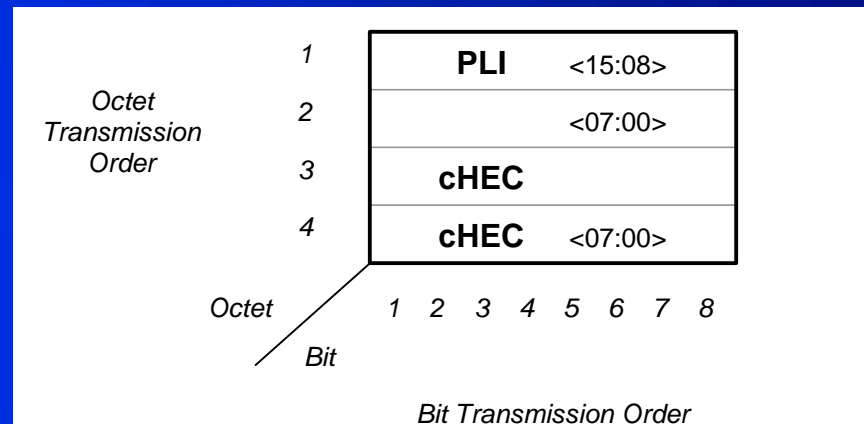 1 PLI <15:08>
Octet
Transmission
Order
2 <07:00>
3 cHEC
4 cHEC <07:00>
Octet 1 2 3 4 5 6 7 8
Bit
Bit Transmission Order